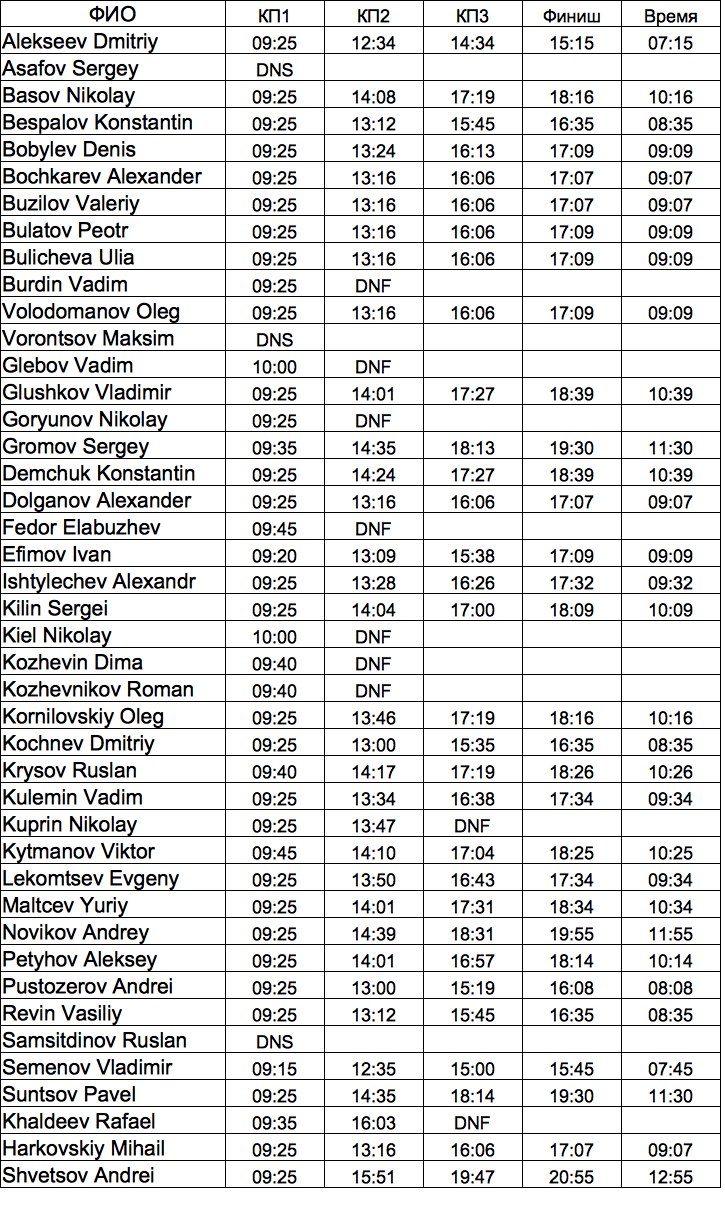 ФИО КП1 КП2 КП3 Финиш Время
Alekseev Dmitriy 09:25 12:34 14:34 15:15 07:15
Asafov Sergey DNS
Basov Nikolay 09:25 14:08 17:19 18:16 10:16
Bespalov Konstantin 09:25 13:12 15:45 16:35 08:35
Bobylev Denis 09:25 13:24 16:13 17:09 09:09
Bochkarev Alexander 09:25 13:16 16:06 17:07 09:07
Buzilov Valeriy 09:25 13:16 16:06 17:07 09:07
Bulatov Peotr 09:25 13:16 16:06 17:09 09:09
Bulicheva Ulia 09:25 13:16 16:06 17:09 09:09
Burdin Vadim 09:25 DNF
Volodomanov Oleg 09:25 13:16 16:06 17:09 09:09
Vorontsov Maksim DNS
Glebov Vadim 10:00 DNF
Glushkov Vladimir 09:25 14:01 17:27 18:39 10:39
Goryunov Nikolay 09:25 DNF
Gromov Sergey 09:35 14:35 18:13 19:30 11:30
Demchuk Konstantin 09:25 14:24 17:27 18:39 10:39
Dolganov Alexander 09:25 13:16 16:06 17:07 09:07
Fedor Elabuzhev 09:45 DNF
Efimov Ivan 09:20 13:09 15:38 17:09 09:09
Ishtylechev Alexandr 09:25 13:28 16:26 17:32 09:32
Kilin Sergei 09:25 14:04 17:00 18:09 10:09
Kiel Nikolay 10:00 DNF
Kozhevin Dima 09:40 DNF
Kozhevnikov Roman 09:40 DNF
Kornilovskiy Oleg 09:25 13:46 17:19 18:16 10:16
Kochnev Dmitriy 09:25 13:00 15:35 16:35 08:35
Krysov Ruslan 09:40 14:17 17:19 18:26 10:26
Kulemin Vadim 09:25 13:34 16:38 17:34 09:34
Kuprin Nikolay 09:25 13:47 DNF
Kytmanov Viktor 09:45 14:10 17:04 18:25 10:25
Lekomtsev Evgeny 09:25 13:50 16:43 17:34 09:34
Maltcev Yuriy 09:25 14:01 17:31 18:34 10:34
Novikov Andrey 09:25 14:39 18:31 19:55 11:55
Petyhov Aleksey 09:25 14:01 16:57 18:14 10:14
Pustozerov Andrei 09:25 13:00 15:19 16:08 08:08
Revin Vasiliy 09:25 13:12 15:45 16:35 08:35
Samsitdinov Ruslan DNS
Semenov Vladimir 09:15 12:35 15:00 15:45 07:45
Suntsov Pavel 09:25 14:35 18:14 19:30 11:30
Khaldeev Rafael 09:35 16:03 DNF
Harkovskiy Mihail 09:25 13:16 16:06 17:07 09:07
Shvetsov Andrei 09:25 15:51 19:47 20:55 12:55